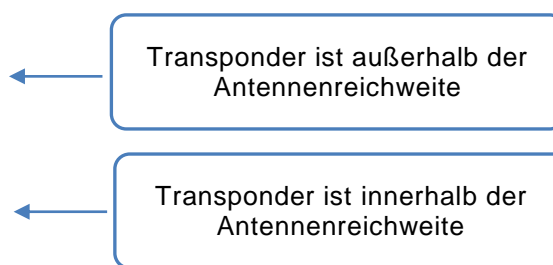 Transponder ist außerhalb der
Antennenreichweite
Transponder ist innerhalb der
Antennenreichweite